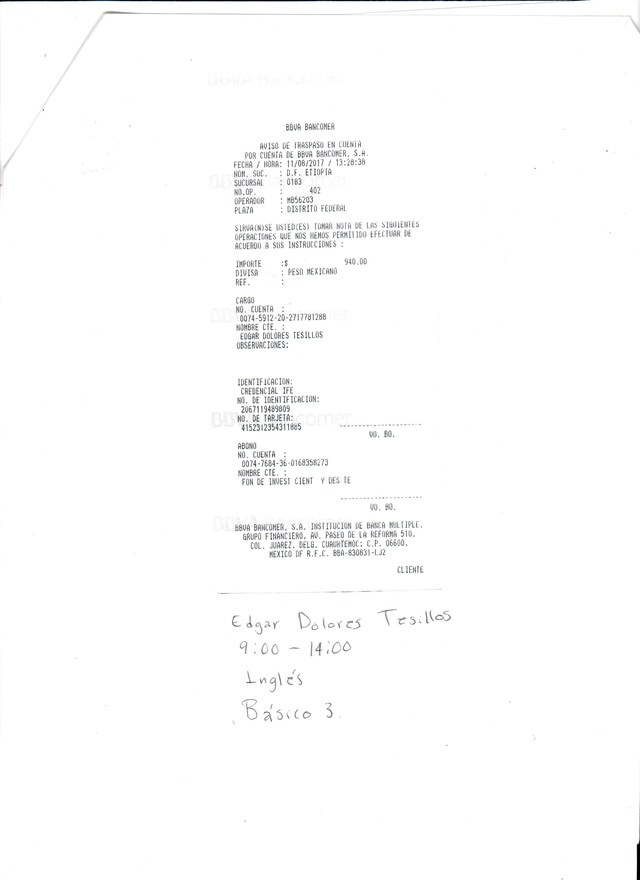 BBVA BANCOMER
AVISO DE TRASPASO EN CUENTA
POR CUENTA DE BBVA BANCOMER, S.A.
FECHA / HORA: 11/06/2017 / 13:28:38
NOM. SUC. : D.F. ETIOPIA
SUCURSAL : 0183
NO.OP. : 402
OPERADOR : MB56203
PLAZA : DISTRITO FEDERAL
SIRVA(N)SE USTED(ES) TOMAR NOTA DE LAS SIGUIENTES
OPERACIONES QUE NOS HEMOS PERMITIDO EFECTUAR DE
ACUERDO A SUS INSTRUCCIONES :
IMPORTE :$ 940.00
DIVISA : PESO MEXICANO
REF. :
CARGO
NO. CUENTA :
0074-5912-20-2717781288
NOMBRE CTE. :
EDGAR DOLORES TESILLOS
OBSERVACIONES:
IDENTIFICACION:
CREDENCIAL IFE
NO. DE IDENTIFICACION:
2067119489809
NO. DE TARJETA:
4152312354311885
VO. BO.
ABONO
NO. CUENTA :
0074-7684-36-0168358273
NOMBRE CTE. :
FON DE INVEST CIENT Y DES TE
VO. BO.
BBVA BANCOMER, S.A. INSTITUCION DE BANCA MULTIPLE,
GRUPO FINANCIERO, AV. PASEO DE LA REFORMA 510,
COL. JUAREZ, DELG. CUAUHTEMOC; C.P. 06600,
MEXICO DF R.F.C. BBA-830831-LJ2
CLIENTE
Edgar Dolores Tesillos
9:00 - 14:00
Inglés
Básico 3